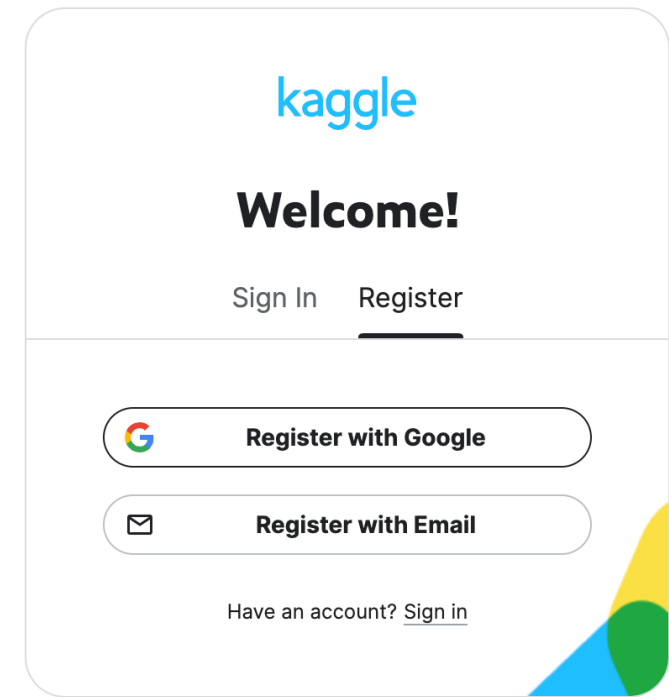 kaggle
Welcome!
Sign In Register
Register with Google
Register with Email
Have an account? Sign in